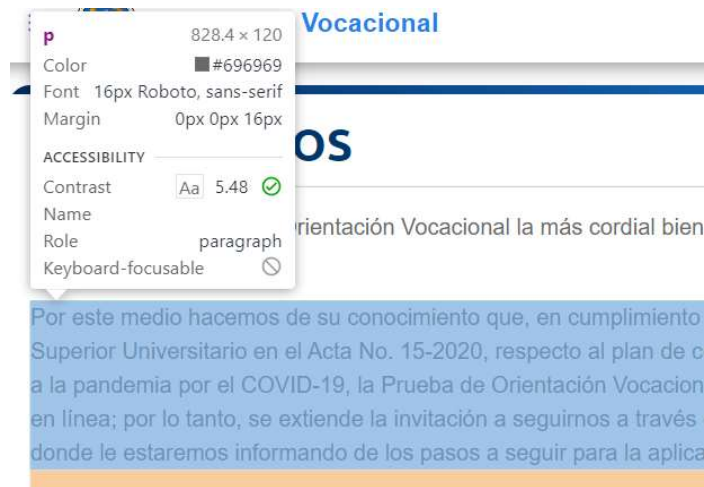 Vocacional
p 828.4 × 120
Color #696969
Font 16px Roboto, sans-serif
Margin 0px 0px 16px
OS
ACCESSIBILITY
Contrast Aa 5.48
Name
Role paragraph
Keyboard-focusable
rientación Vocacional la más cordial bien
Por este medio hacemos de su conocimiento que, en cumplimiento
Superior Universitario en el Acta No. 15-2020, respecto al plan de c
a la pandemia por el COVID-19, la Prueba de Orientación Vocacion
en línea; por lo tanto, se extiende la invitación a seguirnos a través
donde le estaremos informando de los pasos a seguir para la aplica